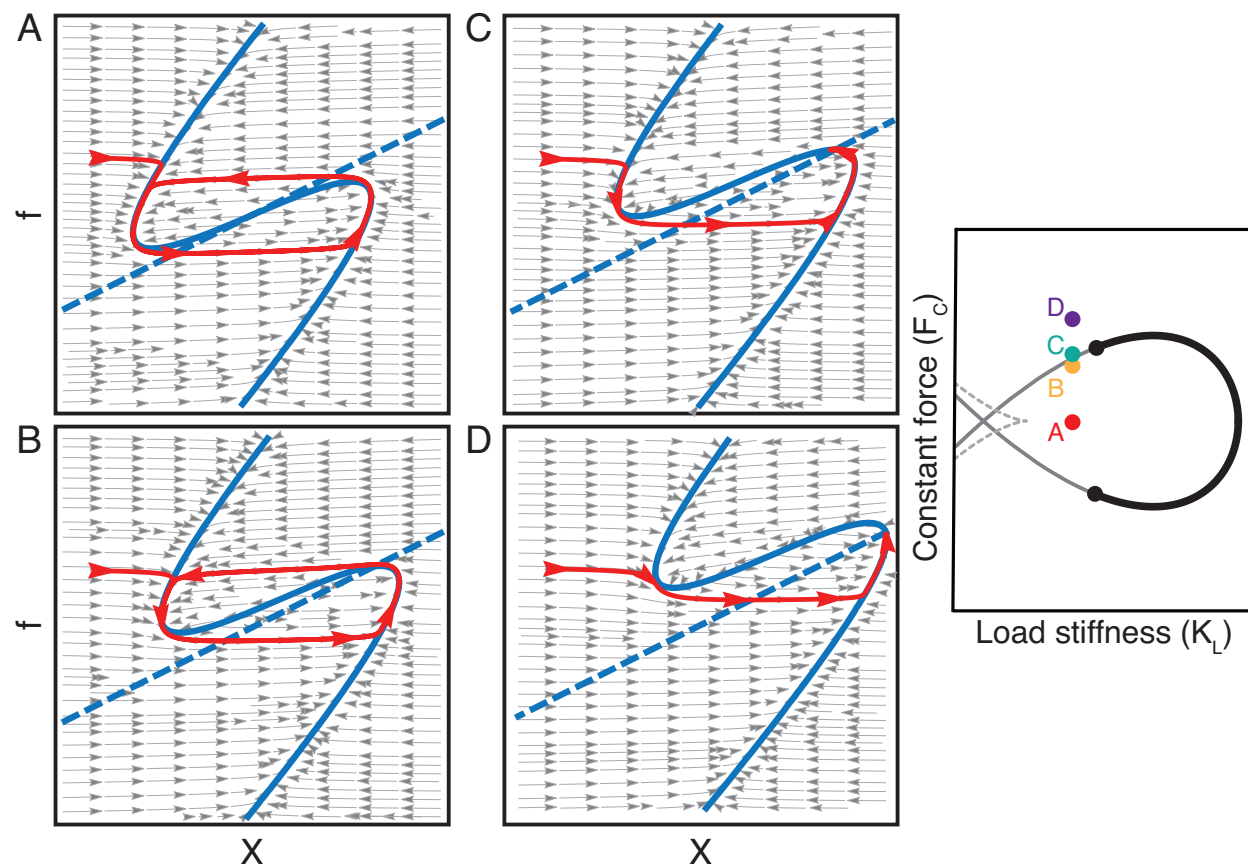 A
C
f
B
D
f
X
X
Constant force (F_C)
D
C
B
A
Load stiffness (K_L)